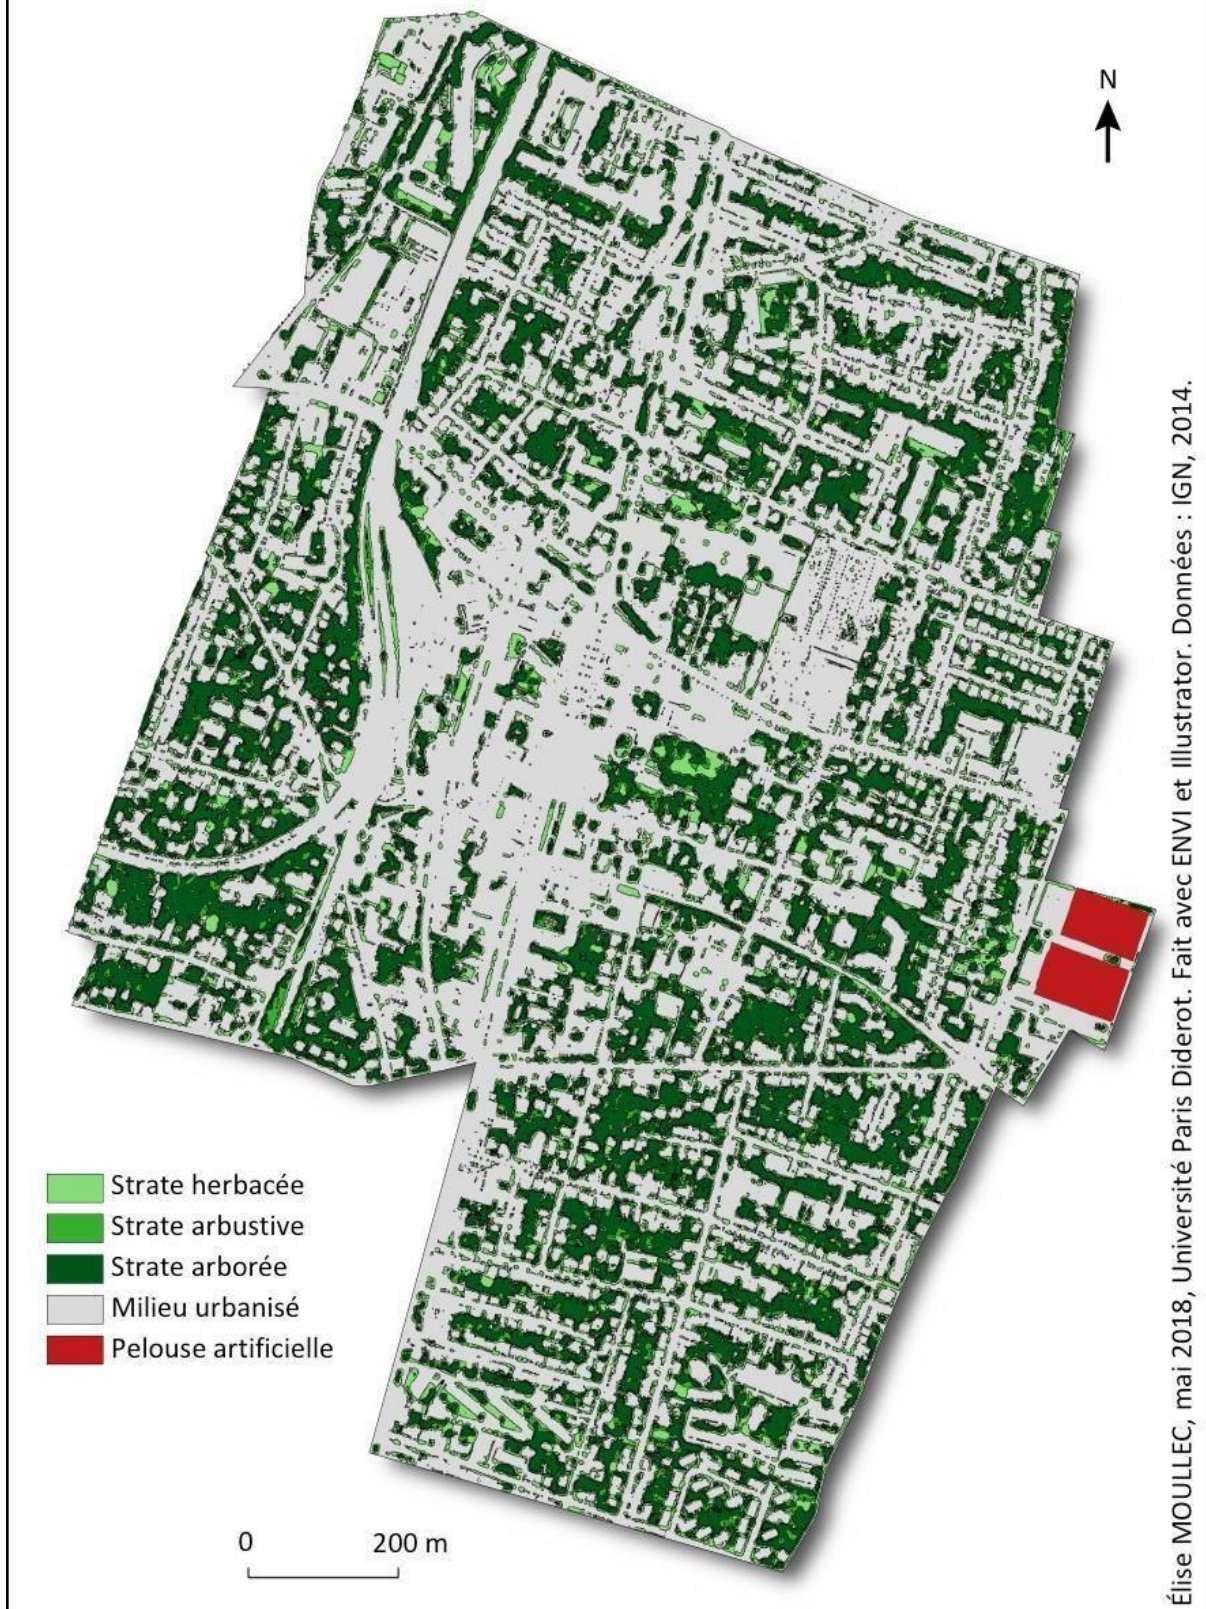 N
Strate herbacée
Strate arbustive
Strate arborée
Milieu urbanisé
Pelouse artificielle
0 200 m
Élise MOULLEC, mai 2018, Université Paris Diderot. Fait avec ENVI et Illustrator. Données : IGN, 2014.